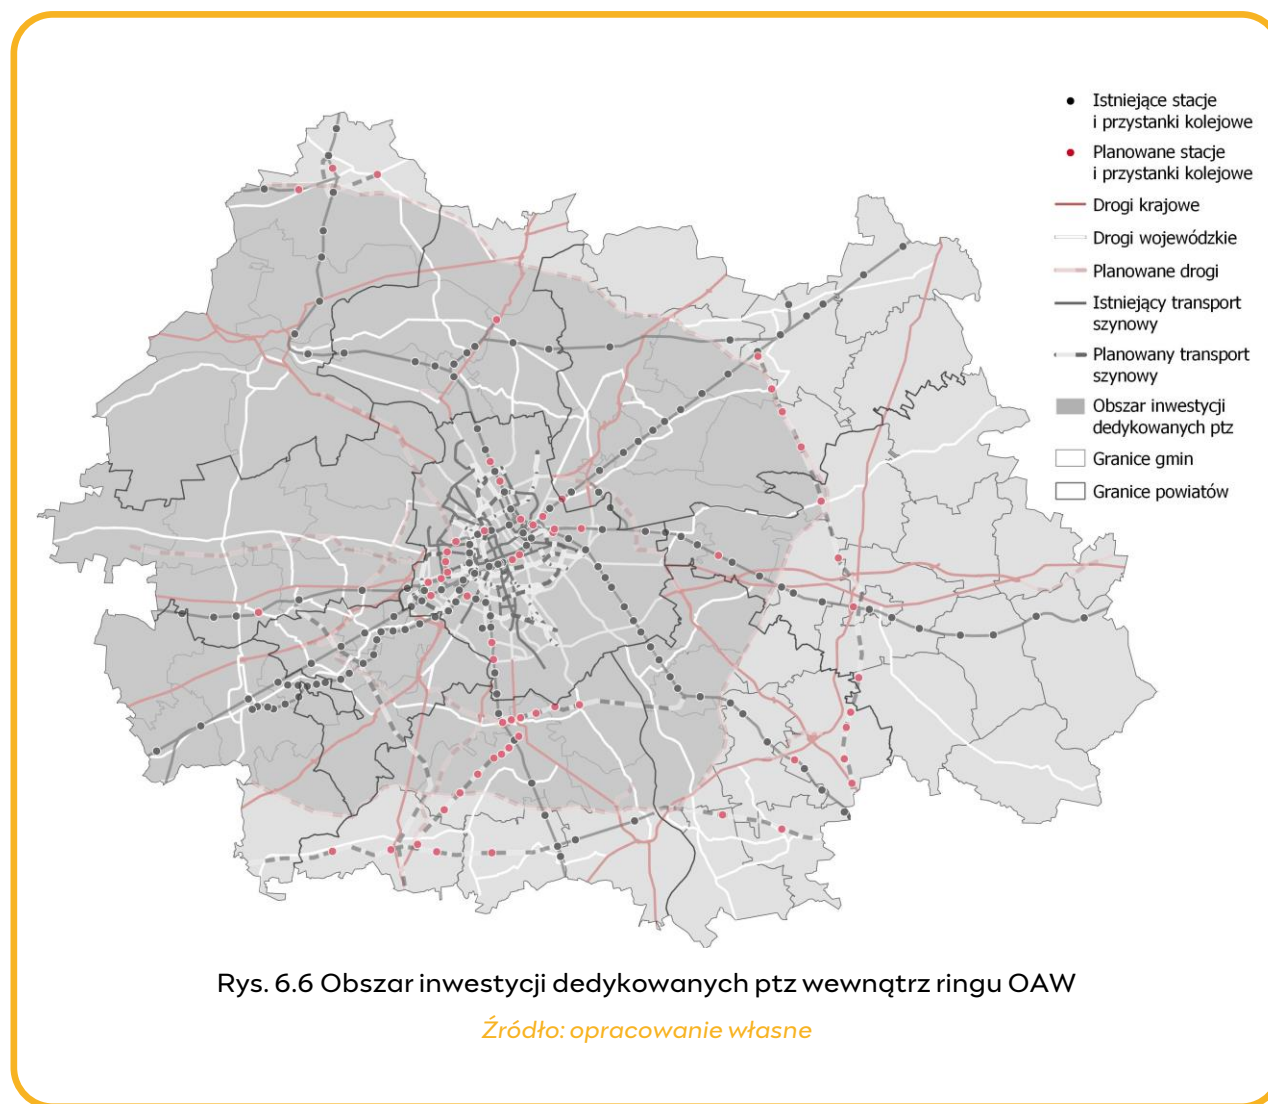 Istniejące stacje
i przystanki kolejowe
Planowane stacje
i przystanki kolejowe
Drogi krajowe
Drogi wojewódzkie
Planowane drogi
Istniejący transport
szynowy
Planowany transport
szynowy
Obszar inwestycji
dedykowanych ptz
Granice gmin
Granice powiatów
Rys. 6.6 Obszar inwestycji dedykowanych ptz wewnątrz ringu OAW
Źródło: opracowanie własne